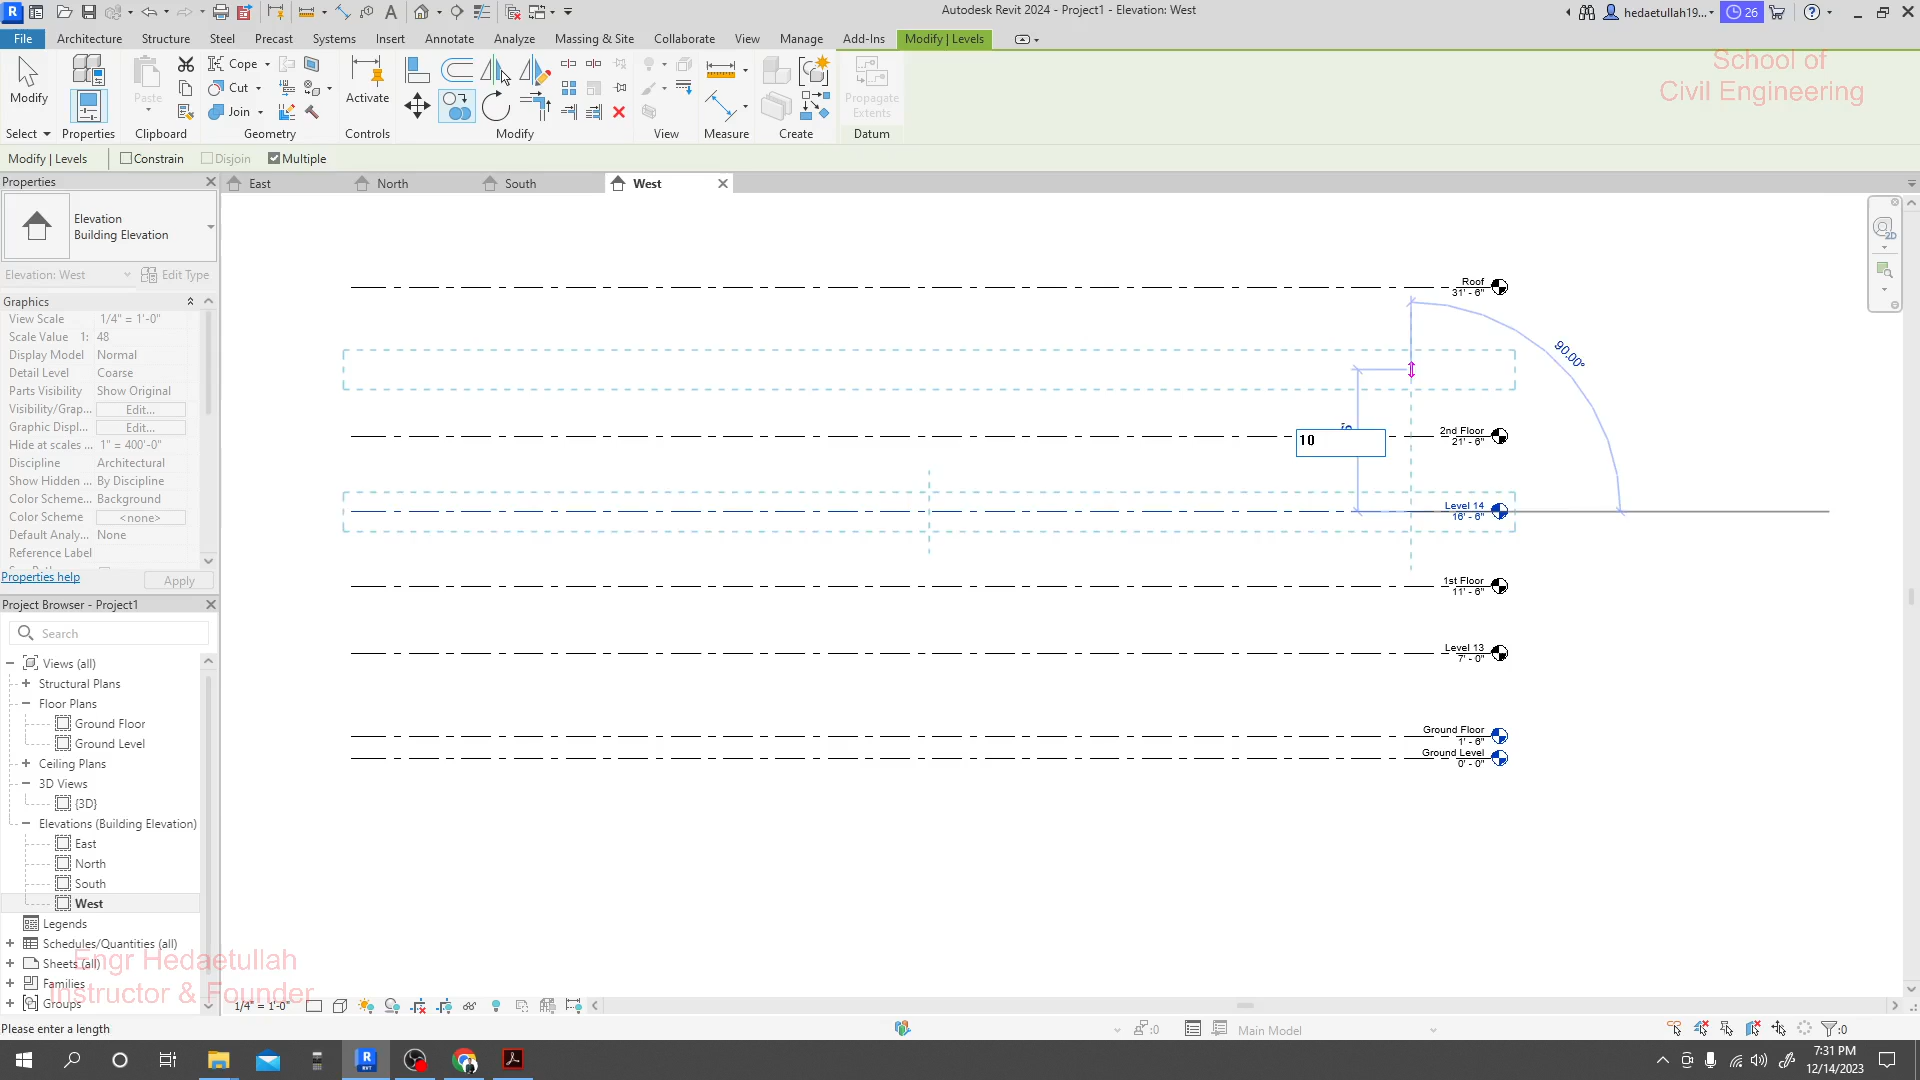 Autodesk Revit 2024 - Project1 - Elevation: West
hedaetullah19...
26
File
Architecture
Structure
Steel
Precast
Systems
Insert
Annotate
Analyze
Massing & Site
Collaborate
View
Manage
Add-Ins
Modify | Levels
School of
Civil Engineering
Modify
Paste
Cope
Cut
Join
Activate
Propagate
Extents
Select
Properties
Clipboard
Geometry
Controls
Modify
View
Measure
Create
Datum
Modify | Levels
Constrain
Disjoin
Multiple
Properties
East
North
South
West
Elevation
Building Elevation
Elevation: West
Edit Type
Graphics
View Scale 1/4" = 1'-0"
Scale Value 1: 48
Display Model Normal
Detail Level Coarse
Parts Visibility Show Original
Visibility/Grap... Edit...
Graphic Displ... Edit...
Hide at scales ... 1" = 400'-0"
Discipline Architectural
Show Hidden ... By Discipline
Color Scheme... Background
Color Scheme <none>
Default Analy... None
Reference Label
Properties help
Apply
Roof
31' - 6"
90.00°
2nd Floor
21' - 6"
10
Level 14
16' - 6"
1st Floor
11' - 6"
Level 13
7' - 0"
Ground Floor
1' - 6"
Ground Level
0' - 0"
Project Browser - Project1
Search
Views (all)
Structural Plans
Floor Plans
Ground Floor
Ground Level
Ceiling Plans
3D Views
{3D}
Elevations (Building Elevation)
East
North
South
West
Legends
Schedules/Quantities (all)
Sheets (all)
Families
Groups
Engr Hedaetullah
Instructor & Founder
1/4" = 1'-0"
Please enter a length
:0
Main Model
:0
7:31 PM
12/14/2023